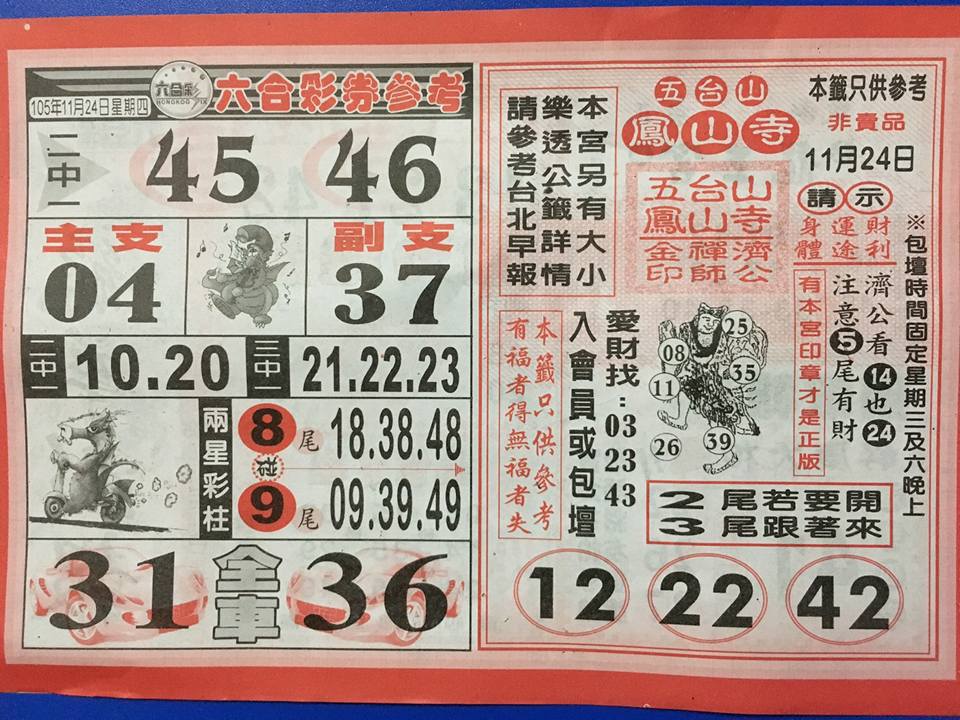 105年11月24日星期四
六合彩
HONGKONG SIX
六合彩券參考
二中一
45 46
主支
04
副支
37
二中一
10.20
三中一
21.22.23
兩星彩柱
8尾
18.38.48
碰
9尾
09.39.49
31
全車
36
本籤只供參考
非賣品
11月24日
五台山
鳳山寺
本宮另有大小
樂透公籤詳情
請參考台北早報
五台山
鳳山寺
濟公
禪師
金印
請示
財利
運途
身體
※包壇時間固定星期三及六晚上
濟公看14也24
注意5尾有財
有本宮印章才是正版
25
08
35
11
26
39
愛財找:03 23 43
入會員或包壇
本籤只供參考
有福者得無福者失
2尾若要開
3尾跟著來
12 22 42